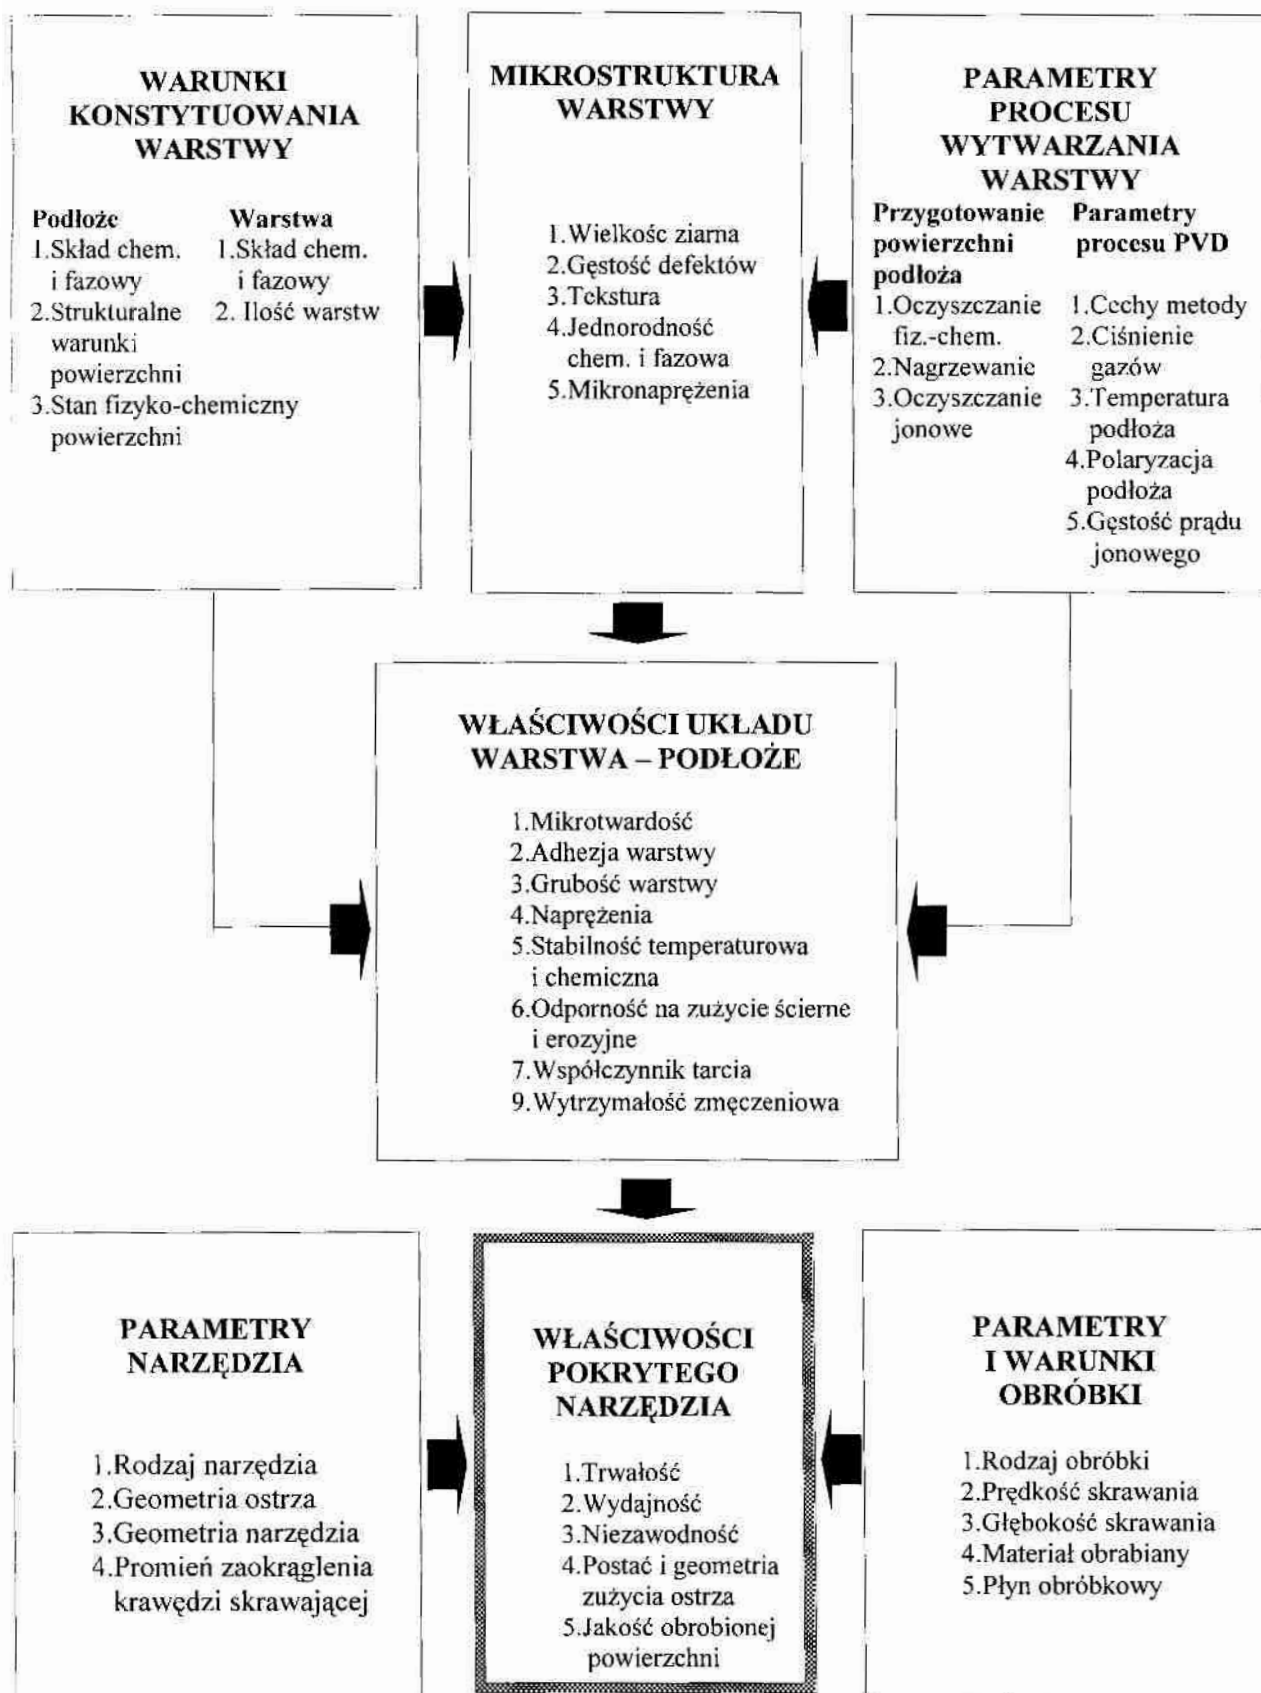 WARUNKI
KONSTYTUOWANIA
WARSTWY
Podłoże Warstwa
1.Skład chem. 1.Skład chem.
i fazowy i fazowy
2.Strukturalne 2. Ilość warstw
warunki
powierzchni
3.Stan fizyko-chemiczny
powierzchni
MIKROSTRUKTURA
WARSTWY
1.Wielkośc ziarna
2.Gęstość defektów
3.Tekstura
4.Jednorodność
chem. i fazowa
5.Mikronaprężenia
PARAMETRY
PROCESU
WYTWARZANIA
WARSTWY
Przygotowanie
powierzchni
podłoża
1.Oczyszczanie
fiz.-chem.
2.Nagrzewanie
3.Oczyszczanie
jonowe
Parametry
procesu PVD
1.Cechy metody
2.Ciśnienie
gazów
3.Temperatura
podłoża
4.Polaryzacja
podłoża
5.Gęstość prądu
jonowego
WŁAŚCIWOŚCI UKŁADU
WARSTWA – PODŁOŻE
1.Mikrotwardość
2.Adhezja warstwy
3.Grubość warstwy
4.Naprężenia
5.Stabilność temperaturowa
i chemiczna
6.Odporność na zużycie ścierne
i erozyjne
7.Współczynnik tarcia
9.Wytrzymałość zmęczeniowa
PARAMETRY
NARZĘDZIA
1.Rodzaj narzędzia
2.Geometria ostrza
3.Geometria narzędzia
4.Promień zaokrąglenia
krawędzi skrawającej
WŁAŚCIWOŚCI
POKRYTEGO
NARZĘDZIA
1.Trwałość
2.Wydajność
3.Niezawodność
4.Postać i geometria
zużycia ostrza
5.Jakość obrobionej
powierzchni
PARAMETRY
I WARUNKI
OBRÓBKI
1.Rodzaj obróbki
2.Prędkość skrawania
3.Głębokość skrawania
4.Materiał obrabiany
5.Płyn obróbkowy